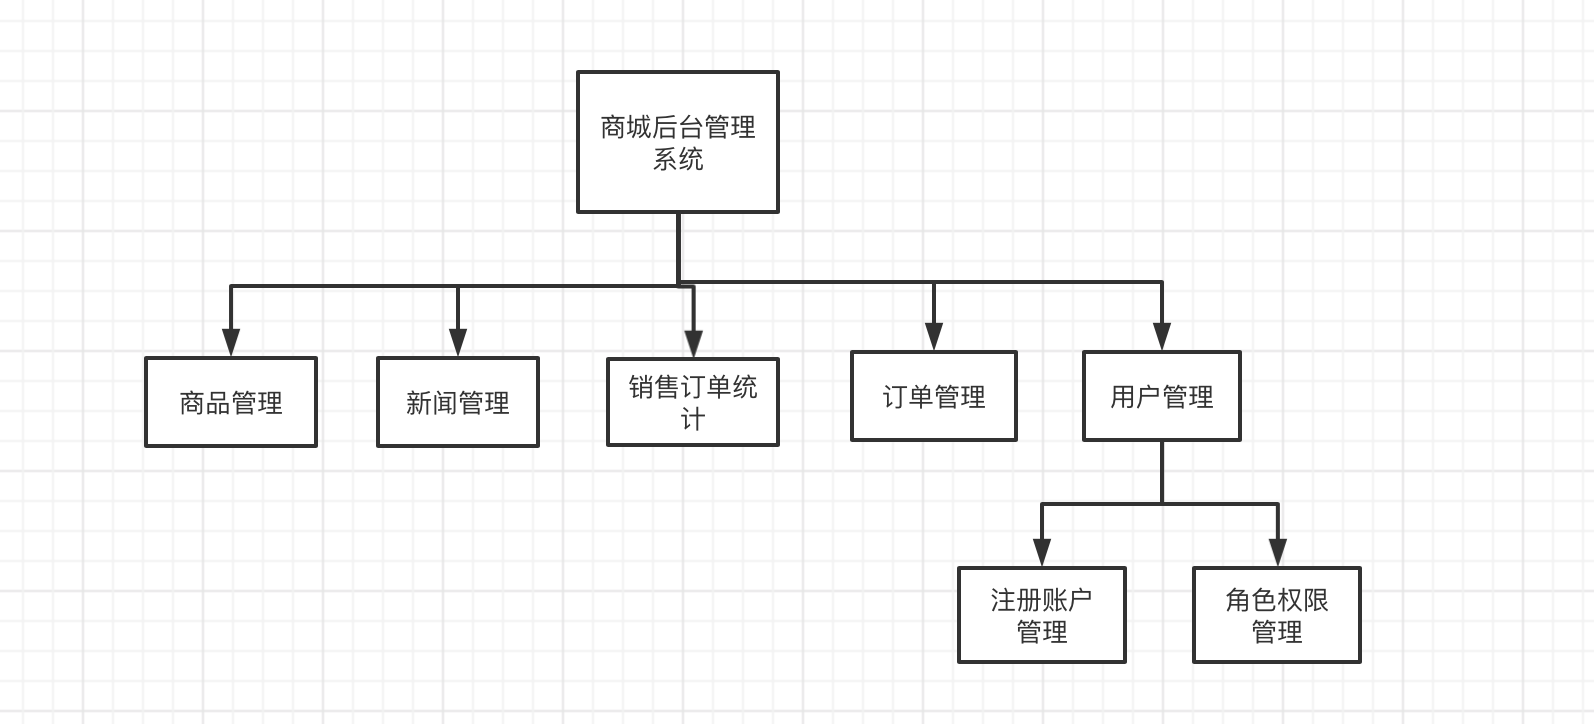 商城后台管理
系统
商品管理
新闻管理
销售订单统
计
订单管理
用户管理
注册账户
管理
角色权限
管理